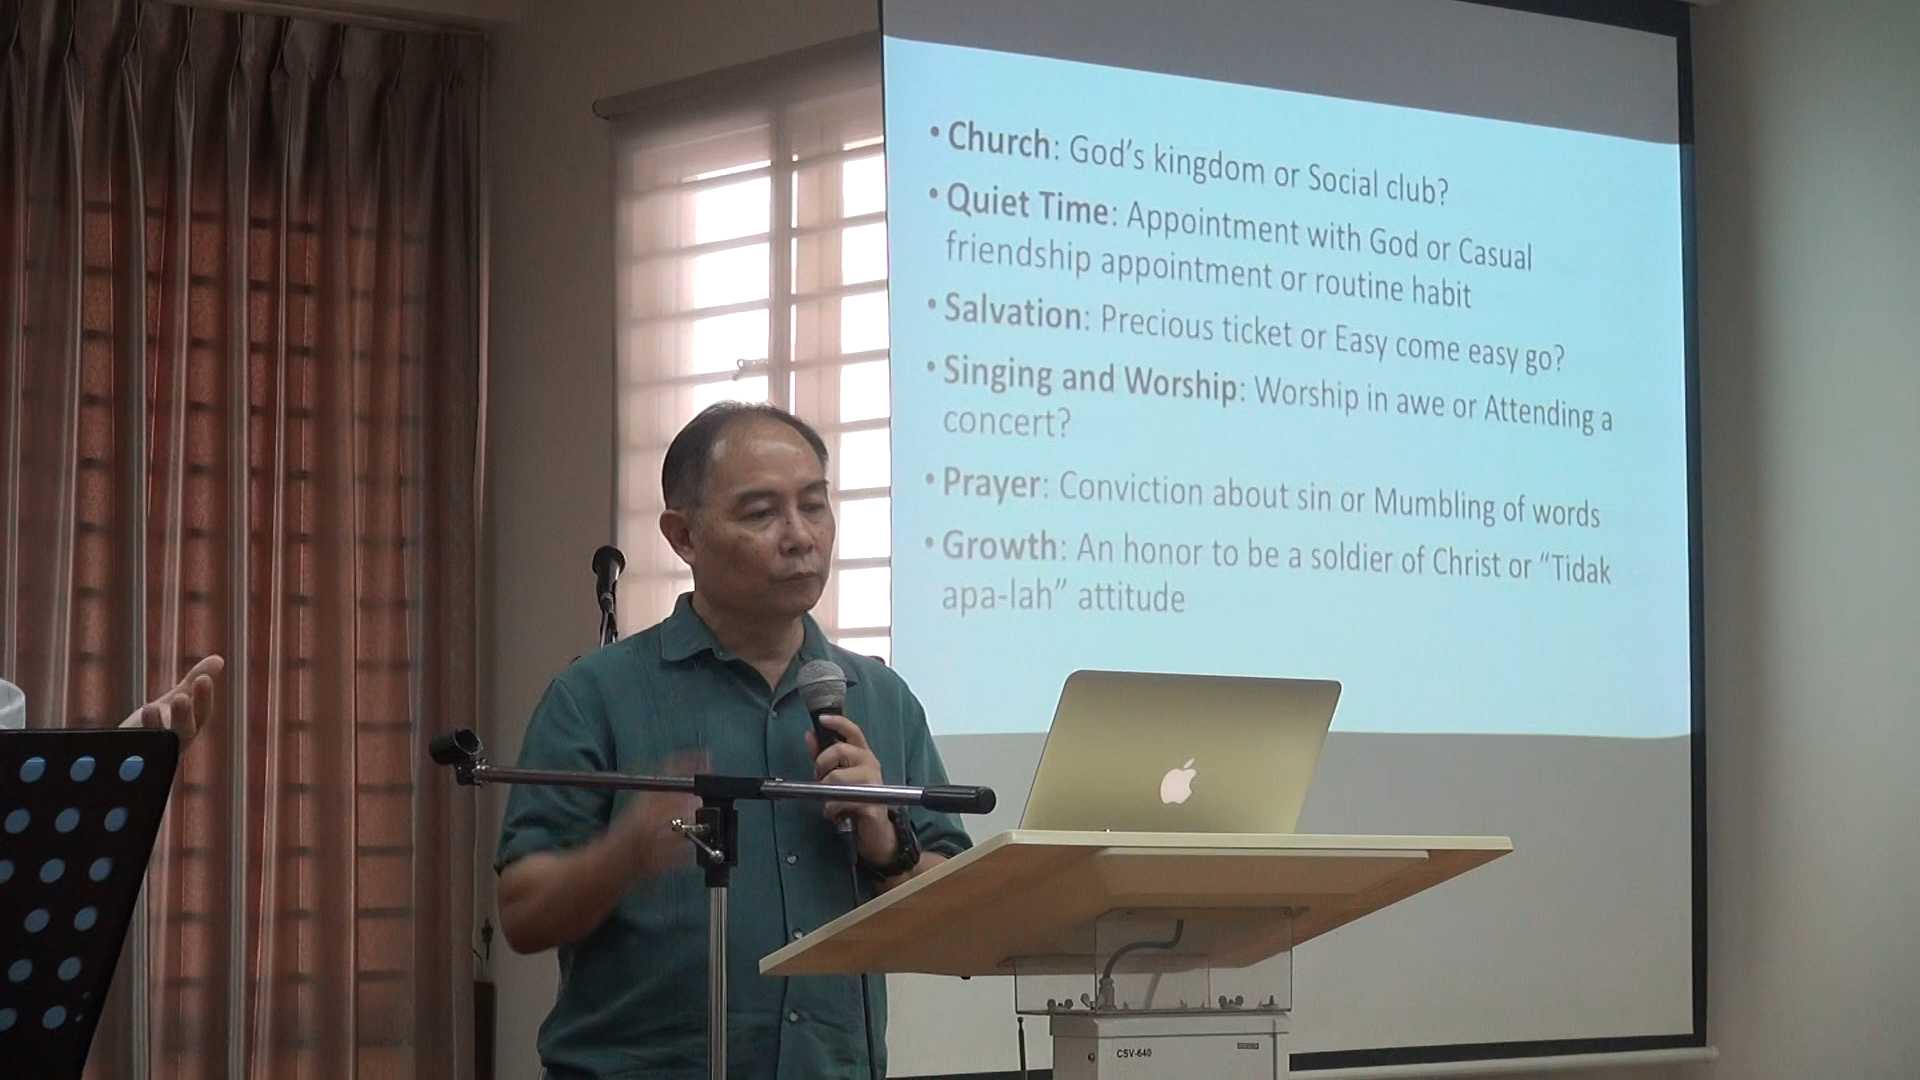 • Church: God's kingdom or Social club?
• Quiet Time: Appointment with God or Casual
friendship appointment or routine habit
• Salvation: Precious ticket or Easy come easy go?
• Singing and Worship: Worship in awe or Attending a
concert?
• Prayer: Conviction about sin or Mumbling of words
• Growth: An honor to be a soldier of Christ or “Tidak
apa-lah” attitude
CSV-640